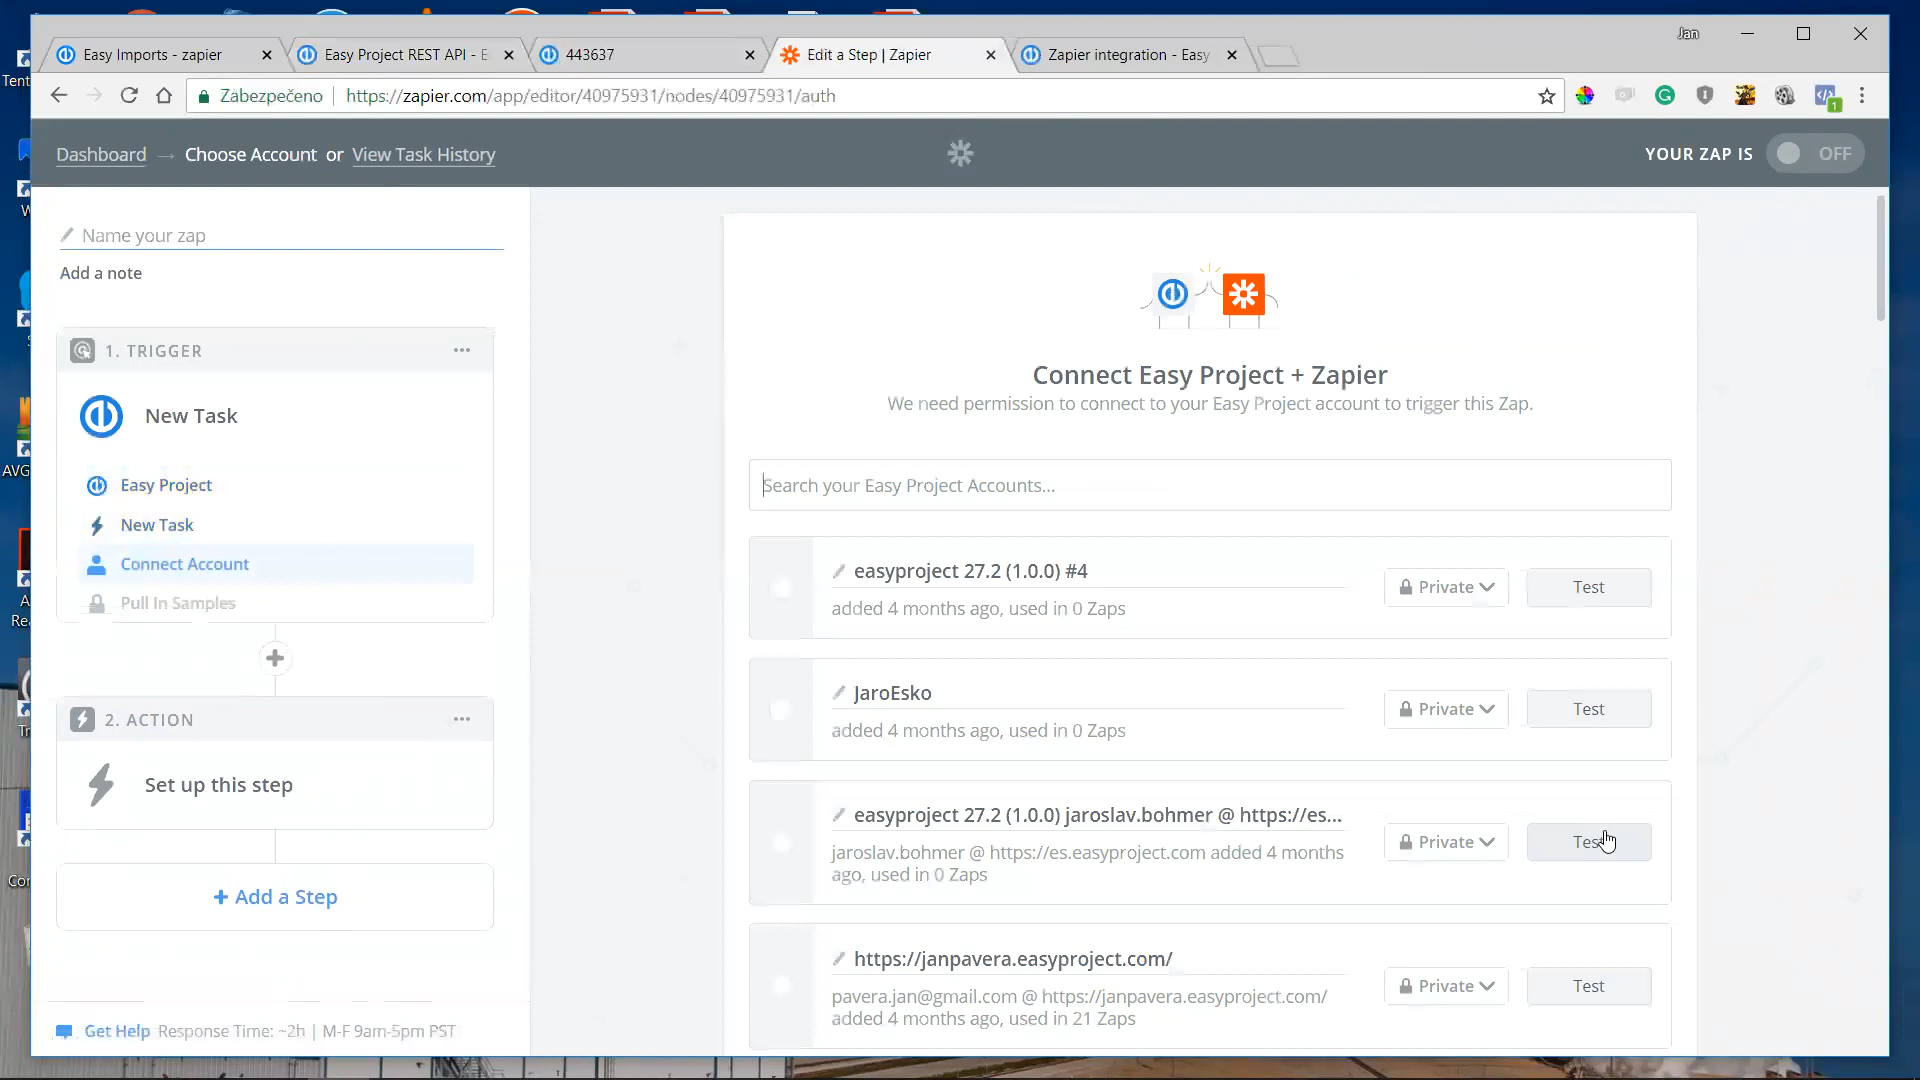 Jan
Easy Imports - zapier
Easy Project REST API - E
443637
Edit a Step | Zapier
Zapier integration - Easy
Zabezpečeno
https://zapier.com/app/editor/40975931/nodes/40975931/auth
1
Dashboard → Choose Account or View Task History
YOUR ZAP IS OFF
Name your zap
Add a note
1. TRIGGER
New Task
Easy Project
New Task
Connect Account
Pull In Samples
2. ACTION
Set up this step
+ Add a Step
Get Help Response Time: ~2h | M-F 9am-5pm PST
Connect Easy Project + Zapier
We need permission to connect to your Easy Project account to trigger this Zap.
Search your Easy Project Accounts...
easyproject 27.2 (1.0.0) #4
added 4 months ago, used in 0 Zaps
Private
Test
JaroEsko
added 4 months ago, used in 0 Zaps
Private
Test
easyproject 27.2 (1.0.0) jaroslav.bohmer @ https://es...
jaroslav.bohmer @ https://es.easyproject.com added 4 months
ago, used in 0 Zaps
Private
Test
https://janpavera.easyproject.com/
pavera.jan@gmail.com @ https://janpavera.easyproject.com/
added 4 months ago, used in 21 Zaps
Private
Test
Tent
AVG
Rea
Tr
Cor